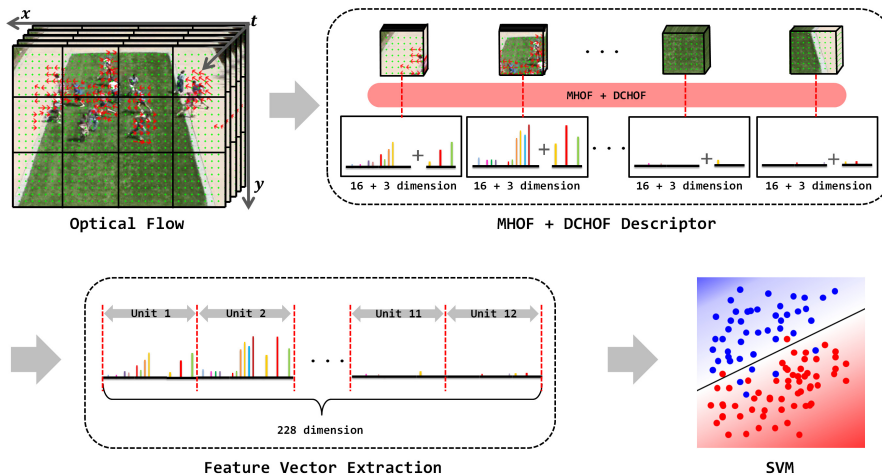 x
t
y
Optical Flow
. . .
MHOF + DCHOF
+
+
. . .
+
+
16 + 3 dimension
16 + 3 dimension
16 + 3 dimension
16 + 3 dimension
MHOF + DCHOF Descriptor
Unit 1
Unit 2
Unit 11
Unit 12
. . .
228 dimension
Feature Vector Extraction
SVM